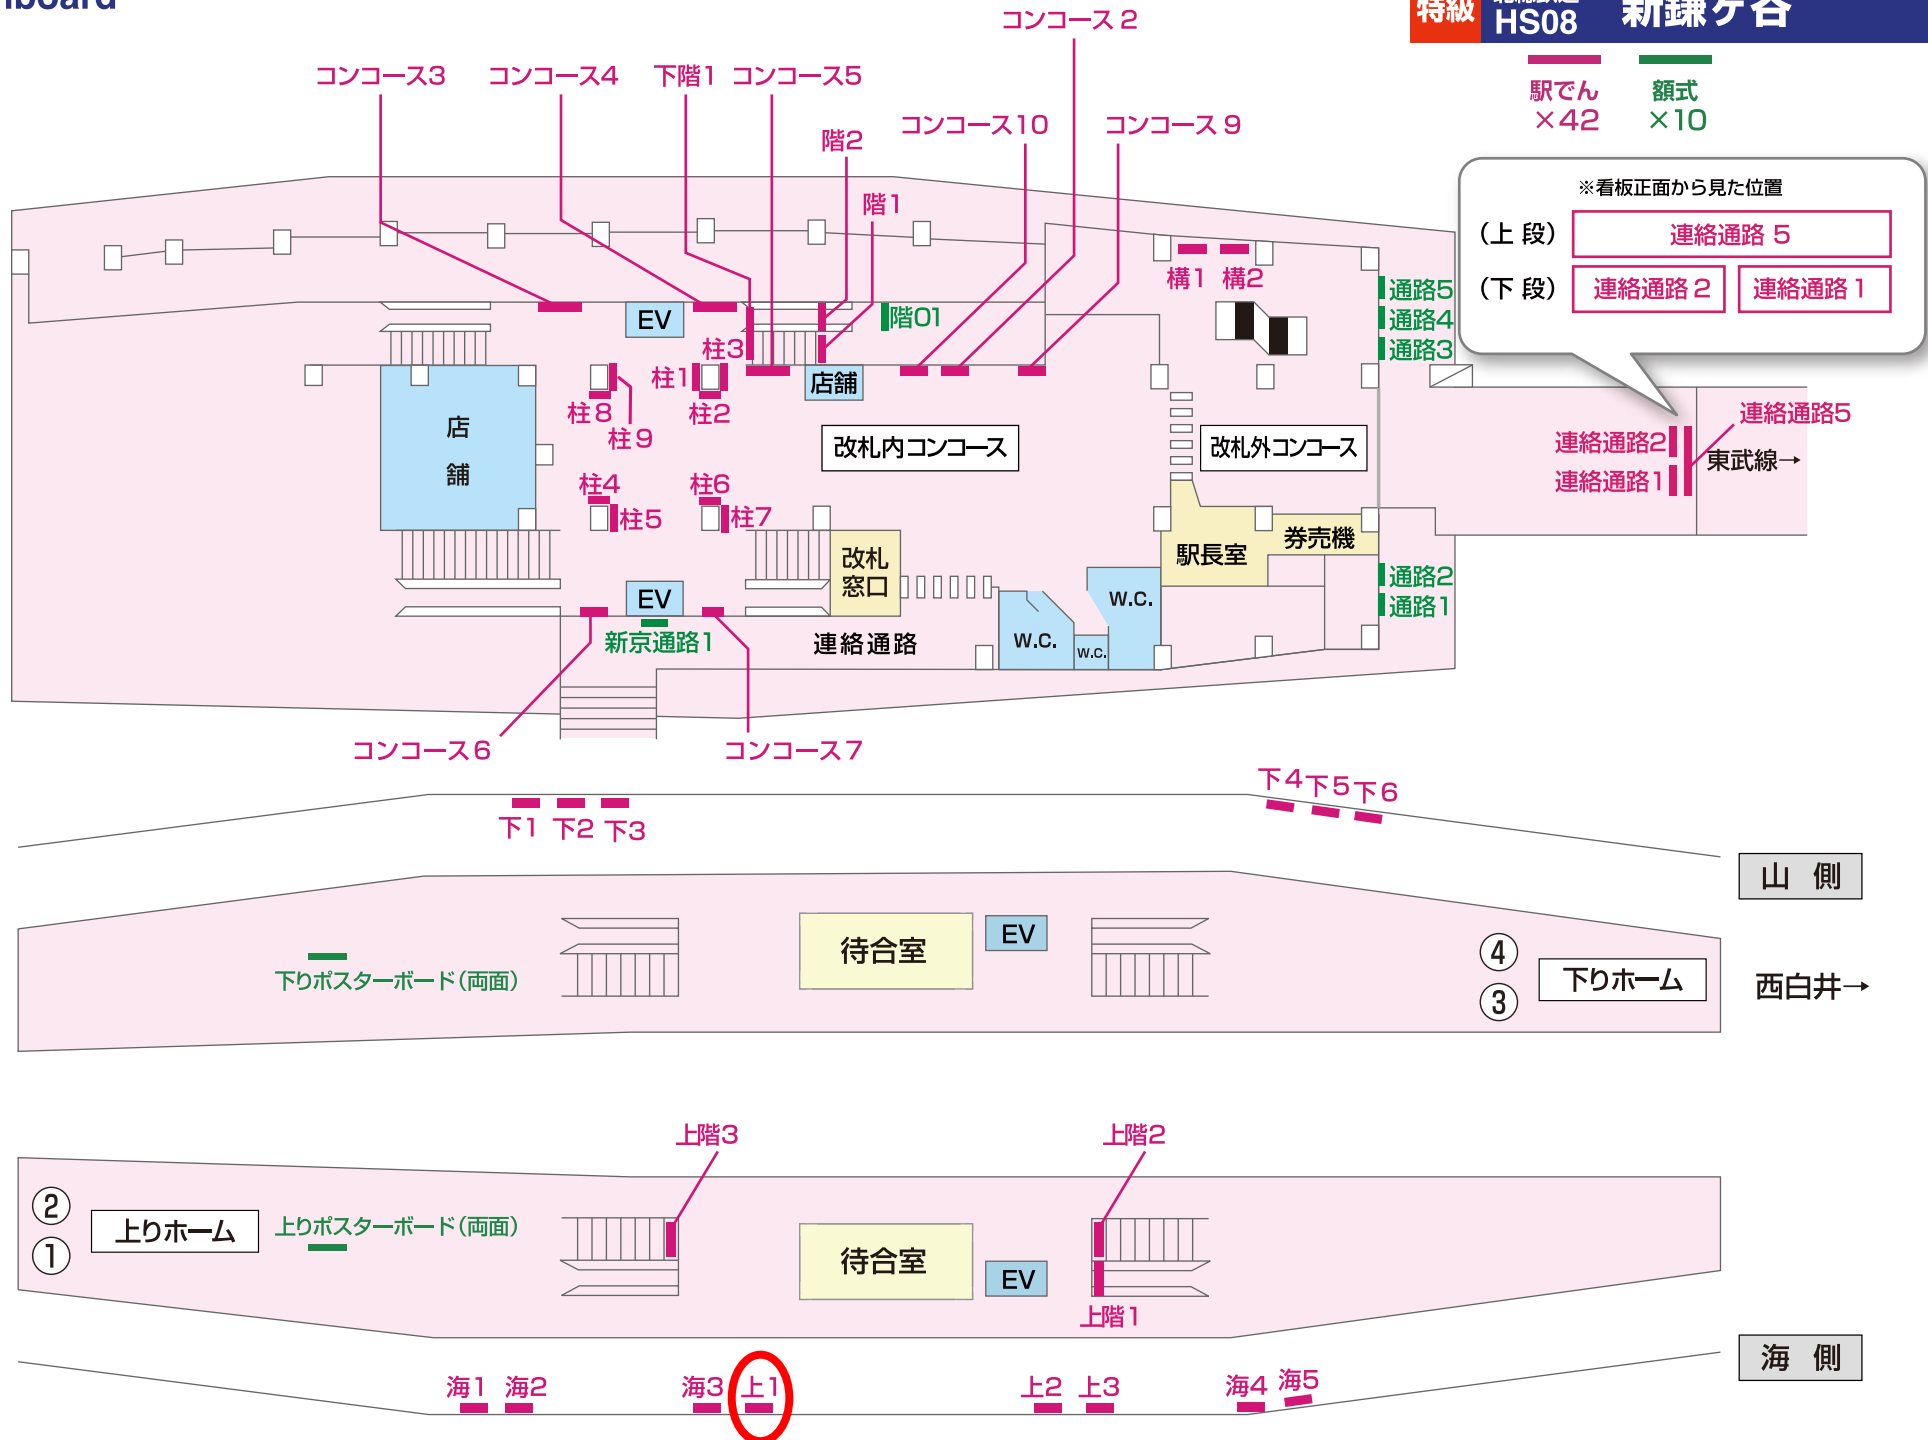 特級
HS08
新鎌ヶ谷
駅でん
×42
額式
×10
コンコース 2
コンコース3
コンコース4
下階1
コンコース5
階2
コンコース10
コンコース 9
階1
※看板正面から見た位置
(上 段)
連絡通路 5
(下 段)
連絡通路 2
連絡通路 1
構1
構2
通路5
通路4
通路3
EV
階01
柱3
柱1
店舗
柱8
柱2
柱9
店
舗
改札内コンコース
改札外コンコース
連絡通路5
連絡通路2
東武線→
連絡通路1
柱4
柱6
柱5
柱7
改札
窓口
駅長室
券売機
通路2
通路1
EV
新京通路1
連絡通路
W.C.
W.C.
W.C.
コンコース 6
コンコース 7
下1
下2
下3
下4
下5
下6
山 側
下りポスターボード(両面)
待合室
EV
④
③
下りホーム
西白井→
上階3
上階2
②
①
上りホーム
上りポスターボード(両面)
待合室
EV
上階1
海 側
海1
海2
海3
上1
上2
上3
海4
海5